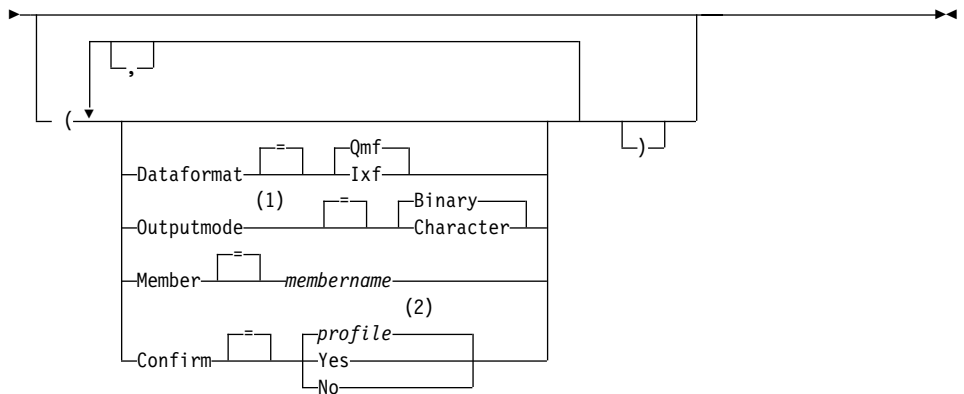 ,
(
)
= Qmf
Dataformat Ixf
(1)
= Binary
Outputmode Character
=
Member membername
(2)
= profile
Confirm Yes
No